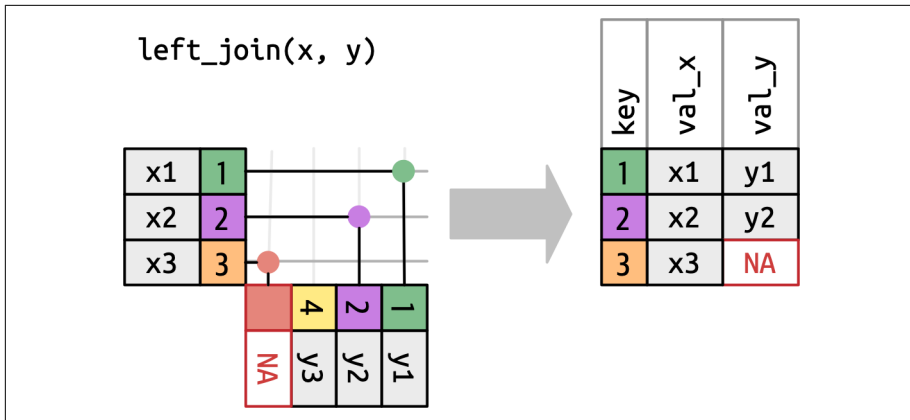 left_join(x, y)
x1 1
x2 2
x3 3
4 2 1
NA y3 y2 y1
key val_x val_y
1 x1 y1
2 x2 y2
3 x3 NA